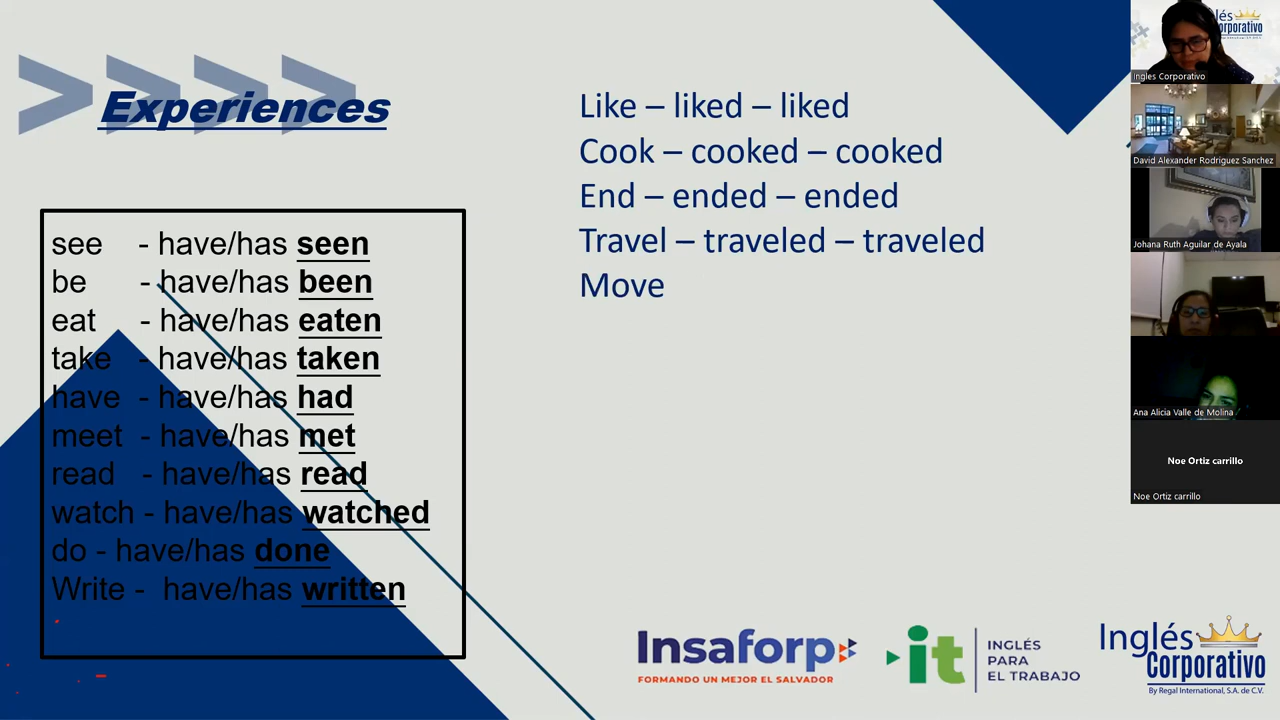 Experiences
see - have/has seen
be - have/has been
eat - have/has eaten
take - have/has taken
have - have/has had
meet - have/has met
read - have/has read
watch - have/has watched
do - have/has done
Write - have/has written
Like – liked – liked
Cook – cooked – cooked
End – ended – ended
Travel – traveled – traveled
Move
Insaforp
FORMANDO UN MEJOR EL SALVADOR
it
INGLÉS
PARA
EL TRABAJO
Inglés
Corporativo
By Regal International, S.A. de C.V.
Ingles Corporativo
David Alexander Rodriguez Sanchez
Johana Ruth Aguilar de Ayala
Ana Alicia Valle de Molina
Noe Ortiz carrillo
Noe Ortiz carrillo